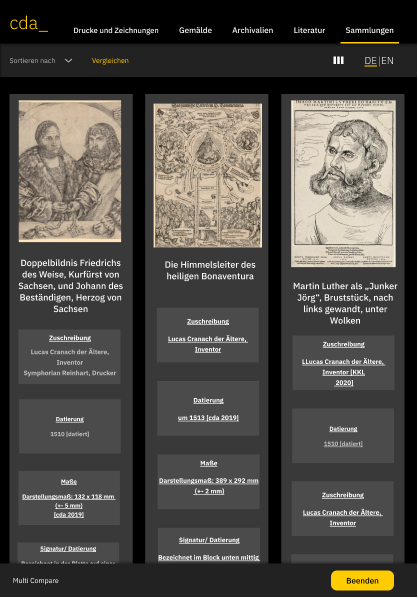 cda_
Drucke und Zeichnungen Gemälde Archivalien Literatur Sammlungen
Sortieren nach Vergleichen DE|EN
Doppelbildnis Friedrichs
des Weise, Kurfürst von
Sachsen, und Johann des
Beständigen, Herzog von
Sachsen
Zuschreibung
Lucas Cranach der Ältere,
Inventor
Symphorian Reinhart, Drucker
Datierung
1510 [datiert]
Maße
Darstellungsmaß: 132 x 118 mm
(+- 5 mm)
[cda 2019]
Signatur/ Datierung
Die Himmelsleiter des
heiligen Bonaventura
Zuschreibung
Lucas Cranach der Ältere,
Inventor
Datierung
um 1513 [cda 2019]
Maße
Darstellungsmaß: 389 x 292 mm
(+- 2 mm)
Signatur/ Datierung
Bezeichnet im Block unten mittig
Martin Luther als „Junker
Jörg“, Bruststück, nach
links gewandt, unter
Wolken
Zuschreibung
LLucas Cranach der Ältere,
Inventor [KKL
2020]
Datierung
1510 [datiert]
Zuschreibung
Lucas Cranach der Ältere,
Inventor
Multi Compare
Beenden